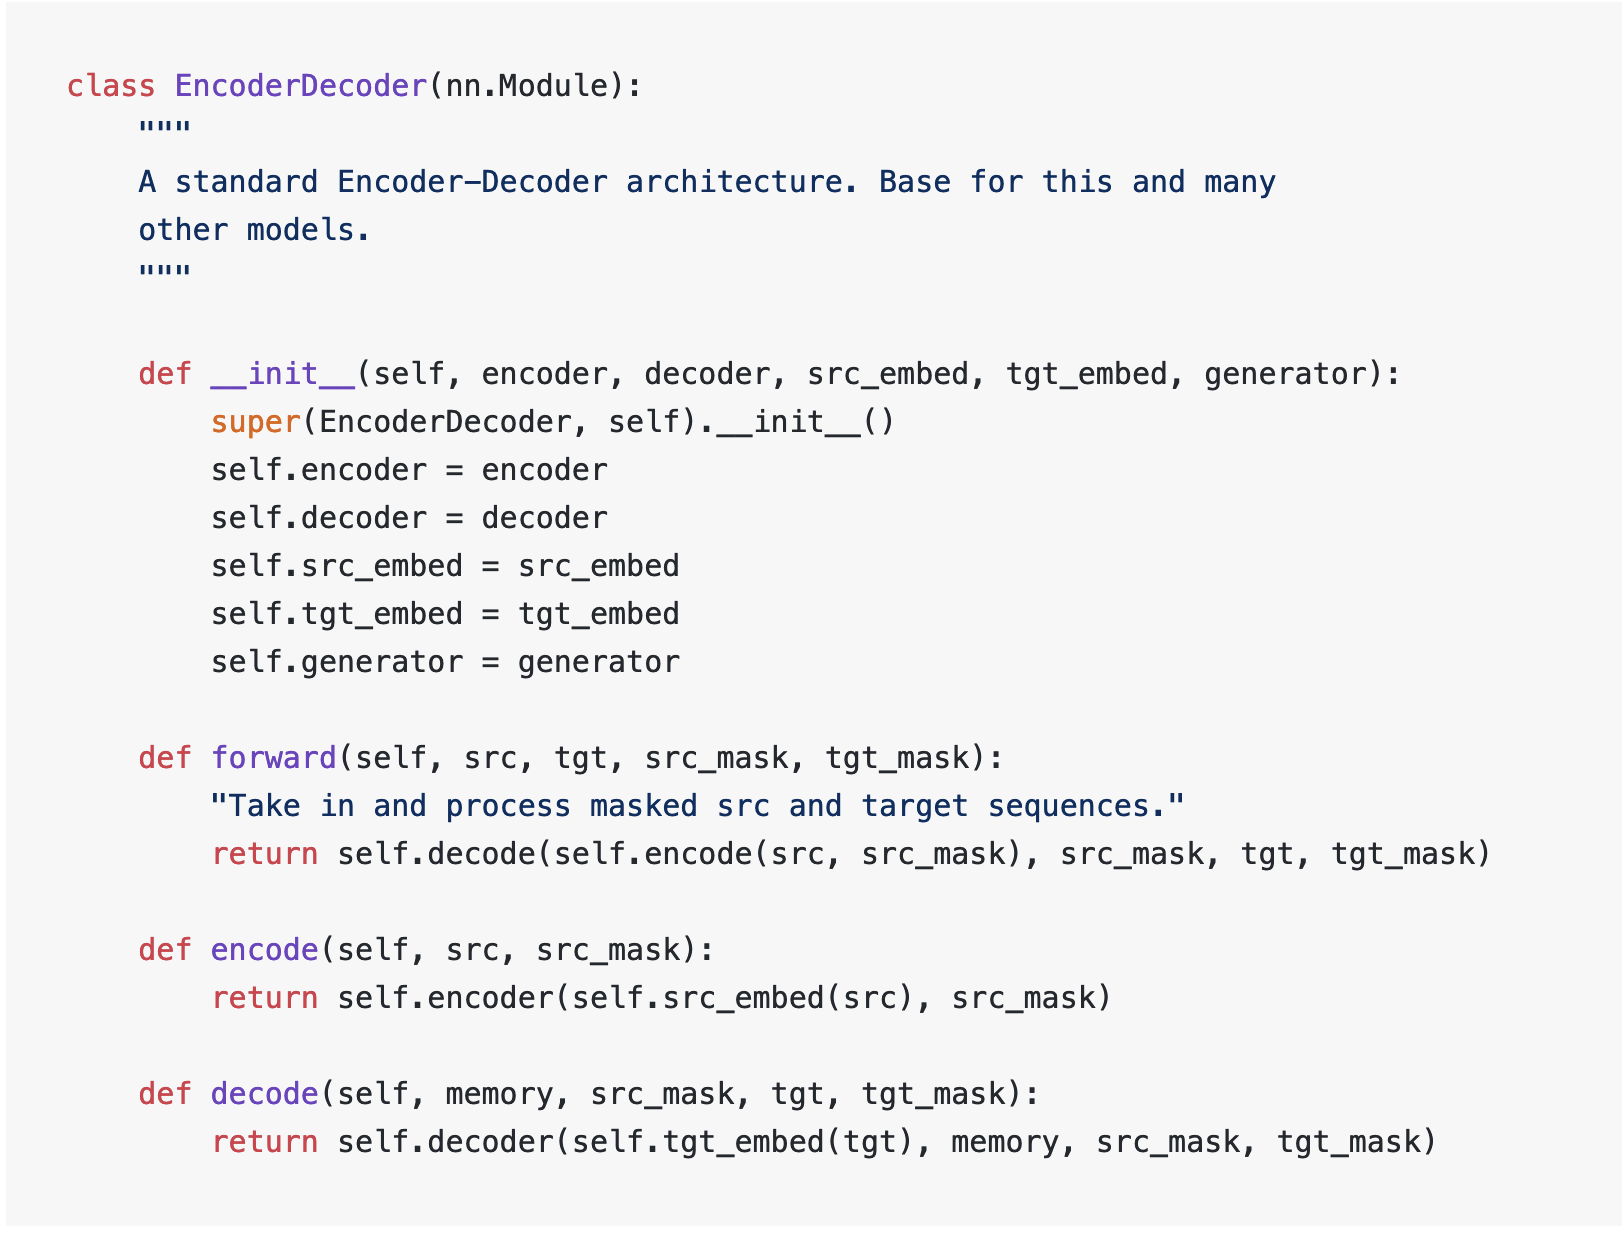 class EncoderDecoder(nn.Module):
    """
    A standard Encoder-Decoder architecture. Base for this and many
    other models.
    """

    def __init__(self, encoder, decoder, src_embed, tgt_embed, generator):
        super(EncoderDecoder, self).__init__()
        self.encoder = encoder
        self.decoder = decoder
        self.src_embed = src_embed
        self.tgt_embed = tgt_embed
        self.generator = generator

    def forward(self, src, tgt, src_mask, tgt_mask):
        "Take in and process masked src and target sequences."
        return self.decode(self.encode(src, src_mask), src_mask, tgt, tgt_mask)

    def encode(self, src, src_mask):
        return self.encoder(self.src_embed(src), src_mask)

    def decode(self, memory, src_mask, tgt, tgt_mask):
        return self.decoder(self.tgt_embed(tgt), memory, src_mask, tgt_mask)